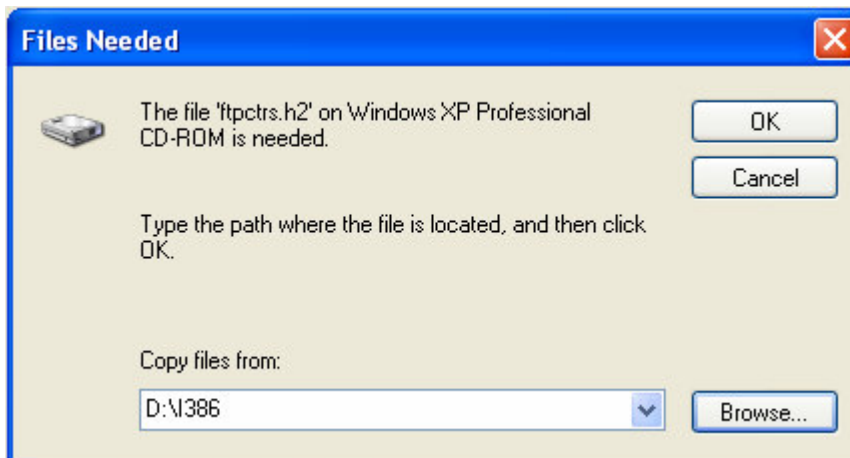 Files Needed
The file 'ftpctrs.h2' on Windows XP Professional
CD-ROM is needed.
OK
Cancel
Type the path where the file is located, and then click
OK.
Copy files from:
D:\I386
Browse...